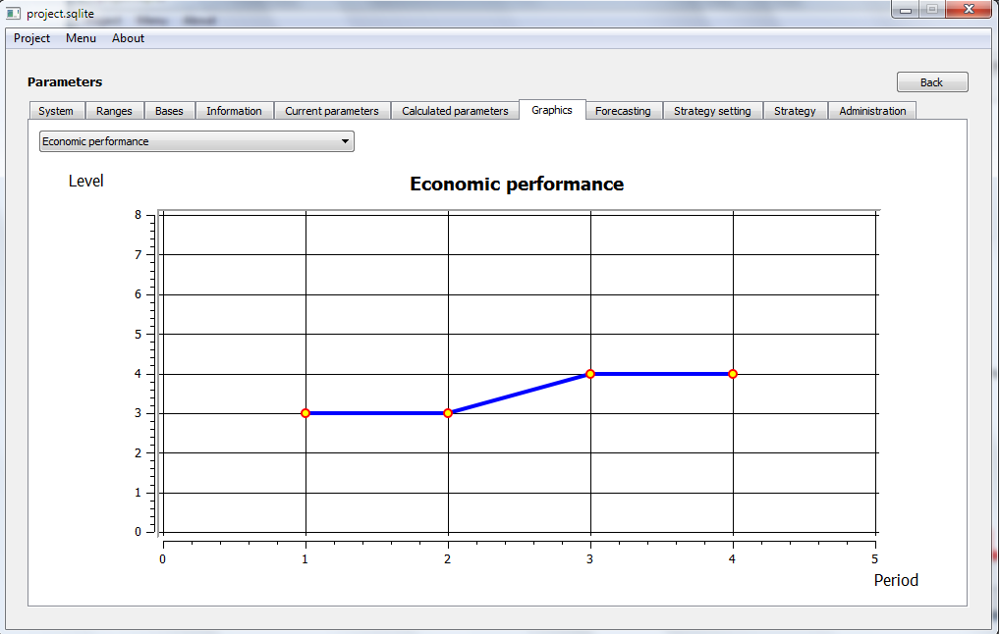 project.sqlite
Project Menu About
Parameters
Back
System Ranges Bases Information Current parameters Calculated parameters Graphics Forecasting Strategy setting Strategy Administration
Economic performance
Level
Economic performance
8
7
6
5
4
3
2
1
0
0 1 2 3 4 5
Period